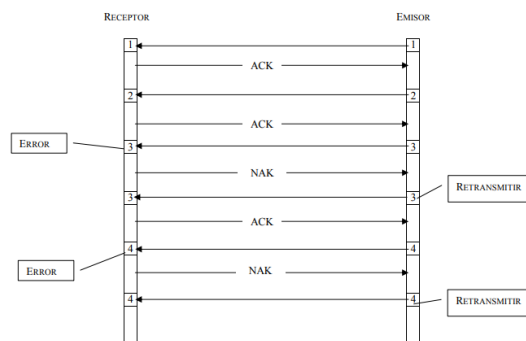 RECEPTOR EMISOR
1 1
ACK
2 2
ACK
ERROR
3 3
NAK
3 3
RETRANSMITIR
ACK
4 4
ERROR
NAK
4 4
RETRANSMITIR